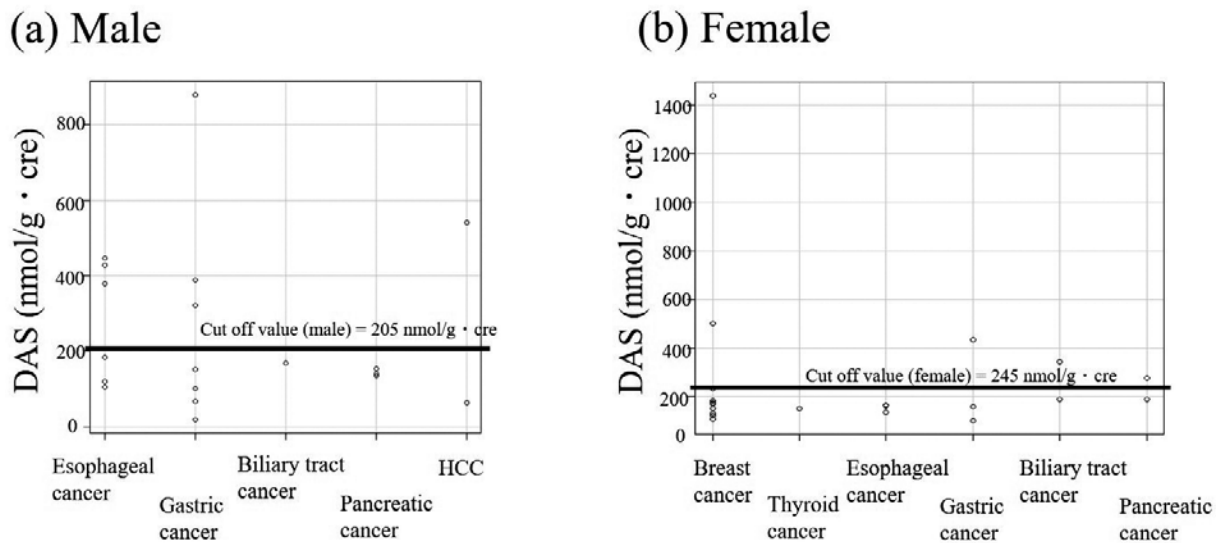 (a) Male
DAS (nmol/g・cre)
800
600
400
200
0
Cut off value (male) = 205 nmol/g・cre
Esophageal
cancer
Gastric
cancer
Biliary tract
cancer
Pancreatic
cancer
HCC
(b) Female
DAS (nmol/g・cre)
1400
1200
1000
800
600
400
200
0
Cut off value (female) = 245 nmol/g・cre
Breast
cancer
Thyroid
cancer
Esophageal
cancer
Gastric
cancer
Biliary tract
cancer
Pancreatic
cancer